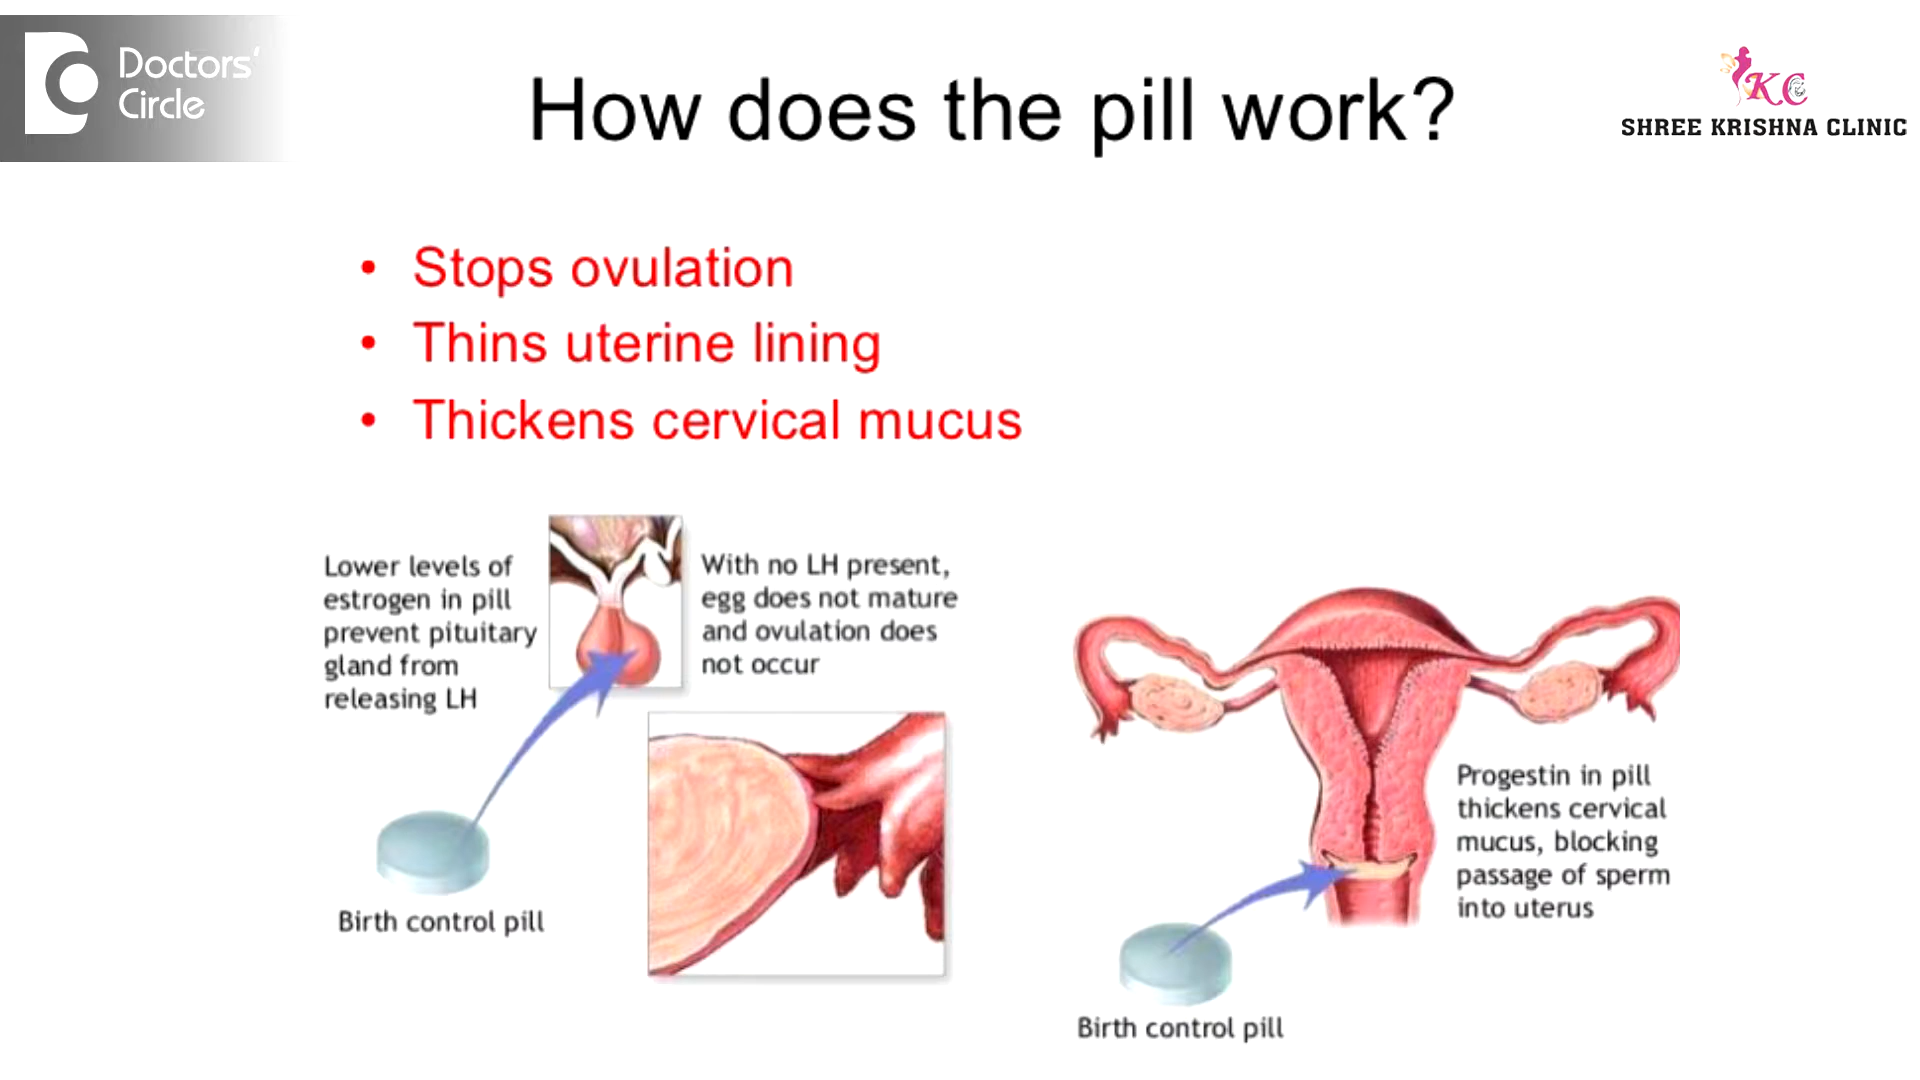 Doctors'
Circle
How does the pill work?
KC
SHREE KRISHNA CLINIC
• Stops ovulation
• Thins uterine lining
• Thickens cervical mucus
Lower levels of
estrogen in pill
prevent pituitary
gland from
releasing LH
With no LH present,
egg does not mature
and ovulation does
not occur
Birth control pill
Progestin in pill
thickens cervical
mucus, blocking
passage of sperm
into uterus
Birth control pill